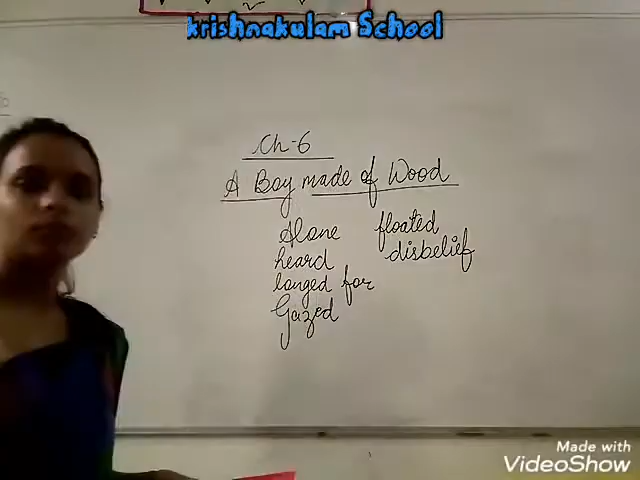 krishnakulam School
Ch-6
A Boy made of Wood
Alone floated
heard disbelief
longed for
Gazed
Made with
VideoShow